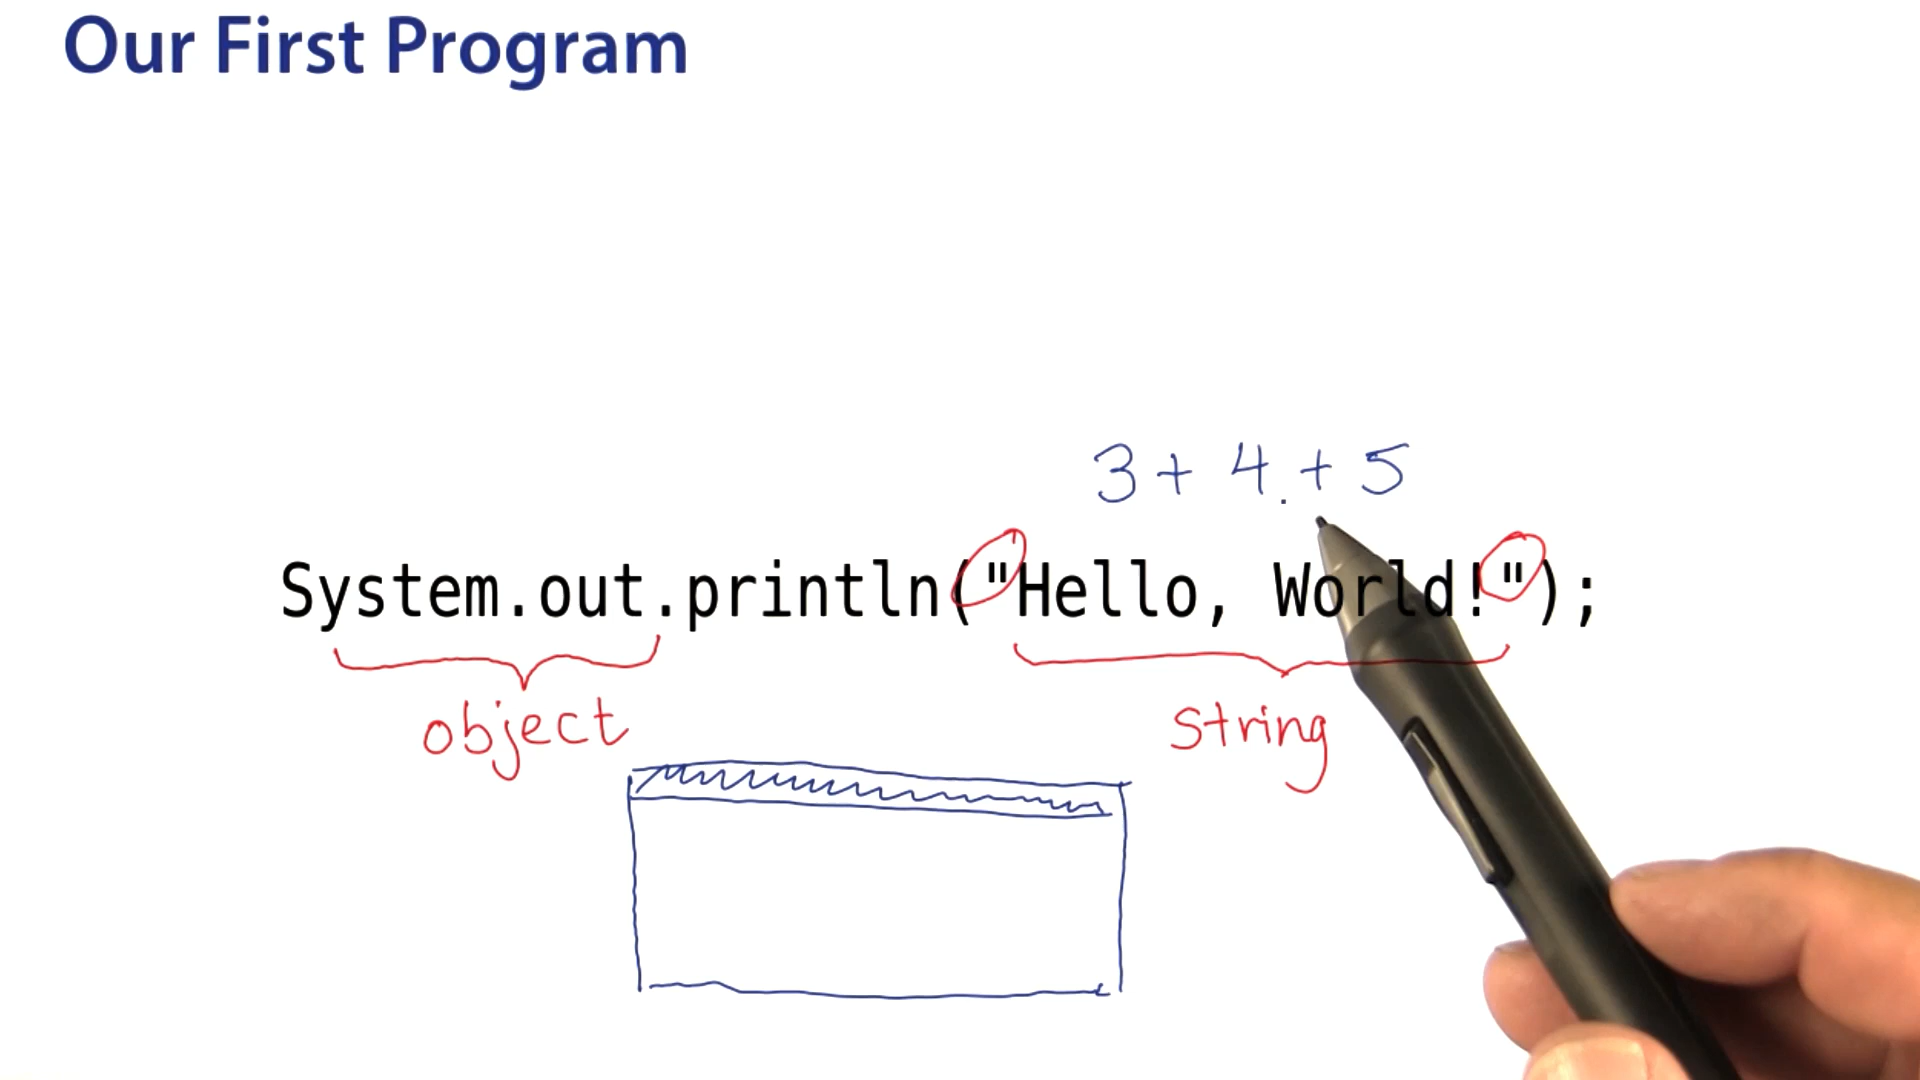 Our First Program
3 + 4 + 5
System.out.println("Hello, World!");
object
string